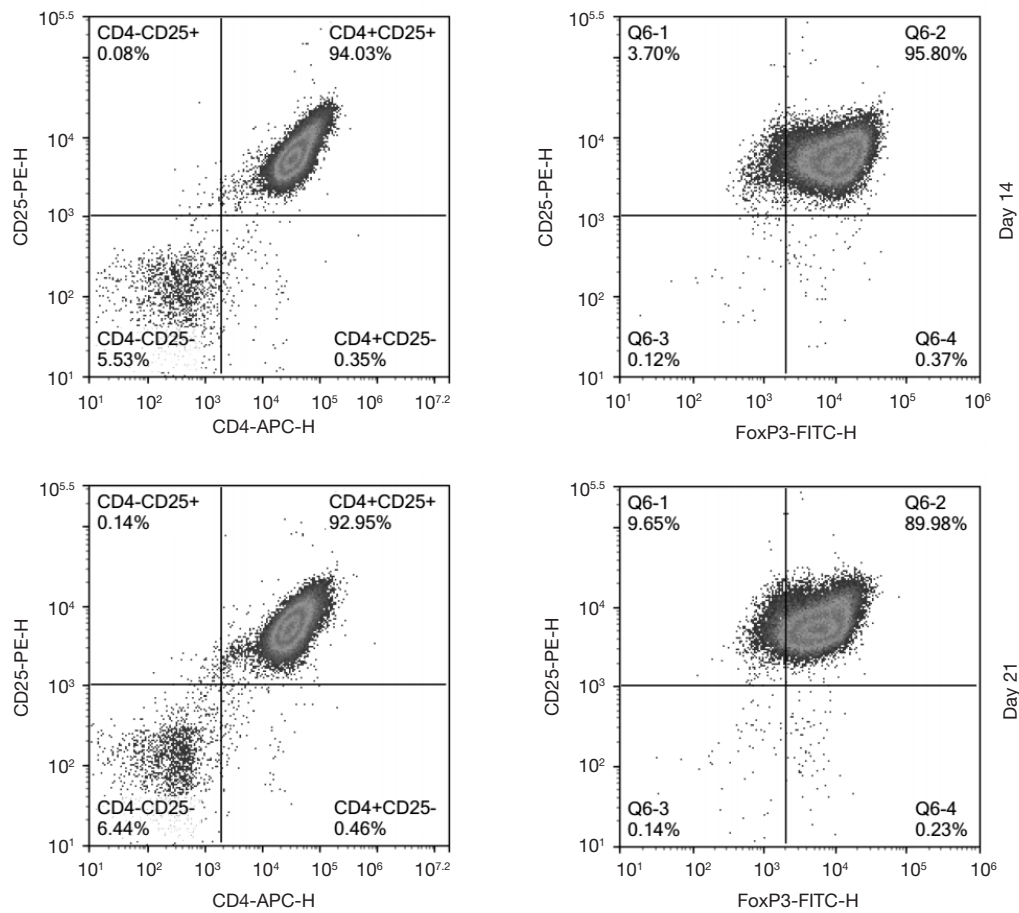 10^5.5
CD4-CD25+
0.08%
CD4+CD25+
94.03%
10^4
10^3
10^2
10^1
CD25-PE-H
CD4-CD25-
5.53%
CD4+CD25-
0.35%
10^1 10^2 10^3 10^4 10^5 10^6 10^7.2
CD4-APC-H
10^5.5
Q6-1
3.70%
Q6-2
95.80%
10^4
10^3
10^2
10^1
CD25-PE-H
Q6-3
0.12%
Q6-4
0.37%
10^1 10^2 10^3 10^4 10^5 10^6
FoxP3-FITC-H
Day 14
10^5.5
CD4-CD25+
0.14%
CD4+CD25+
92.95%
10^4
10^3
10^2
10^1
CD25-PE-H
CD4-CD25-
6.44%
CD4+CD25-
0.46%
10^1 10^2 10^3 10^4 10^5 10^6 10^7.2
CD4-APC-H
10^5.5
Q6-1
9.65%
Q6-2
89.98%
10^4
10^3
10^2
10^1
CD25-PE-H
Q6-3
0.14%
Q6-4
0.23%
10^1 10^2 10^3 10^4 10^5 10^6
FoxP3-FITC-H
Day 21